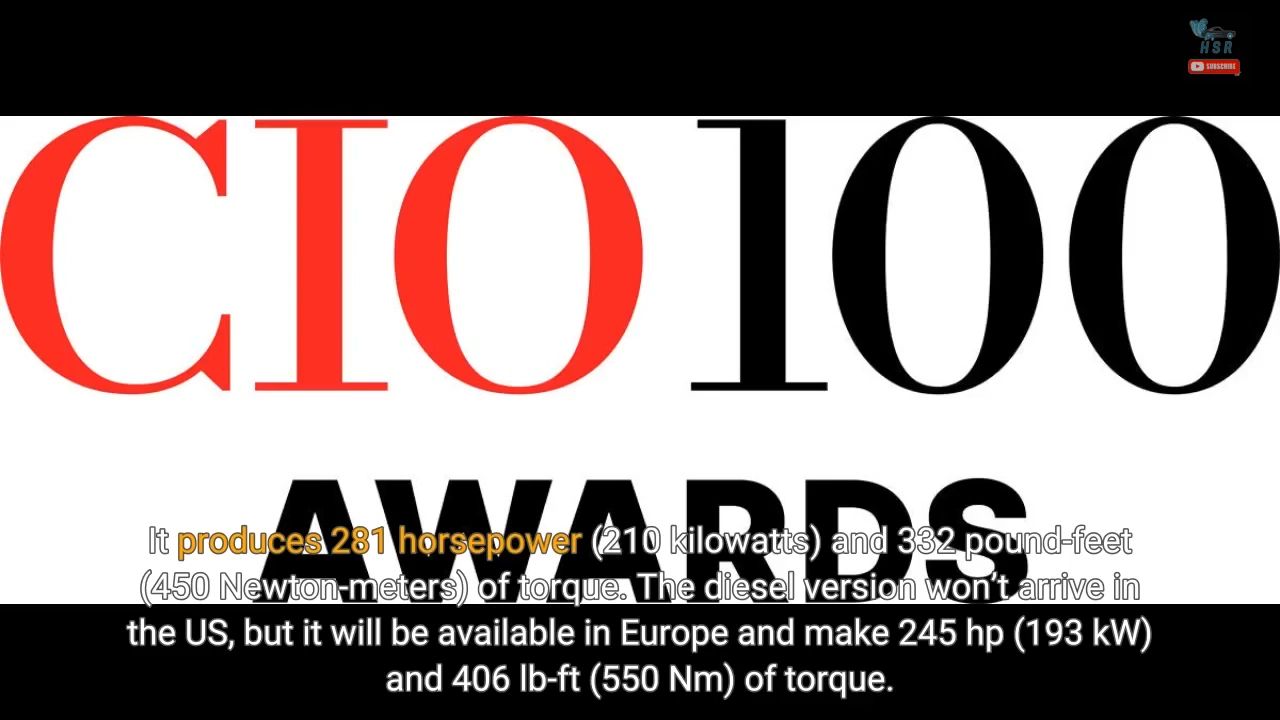 HSR
SUBSCRIBE
CIO 100
AWARDS
It produces 281 horsepower (210 kilowatts) and 332 pound-feet
(450 Newton-meters) of torque. The diesel version won’t arrive in
the US, but it will be available in Europe and make 245 hp (193 kW)
and 406 lb-ft (550 Nm) of torque.